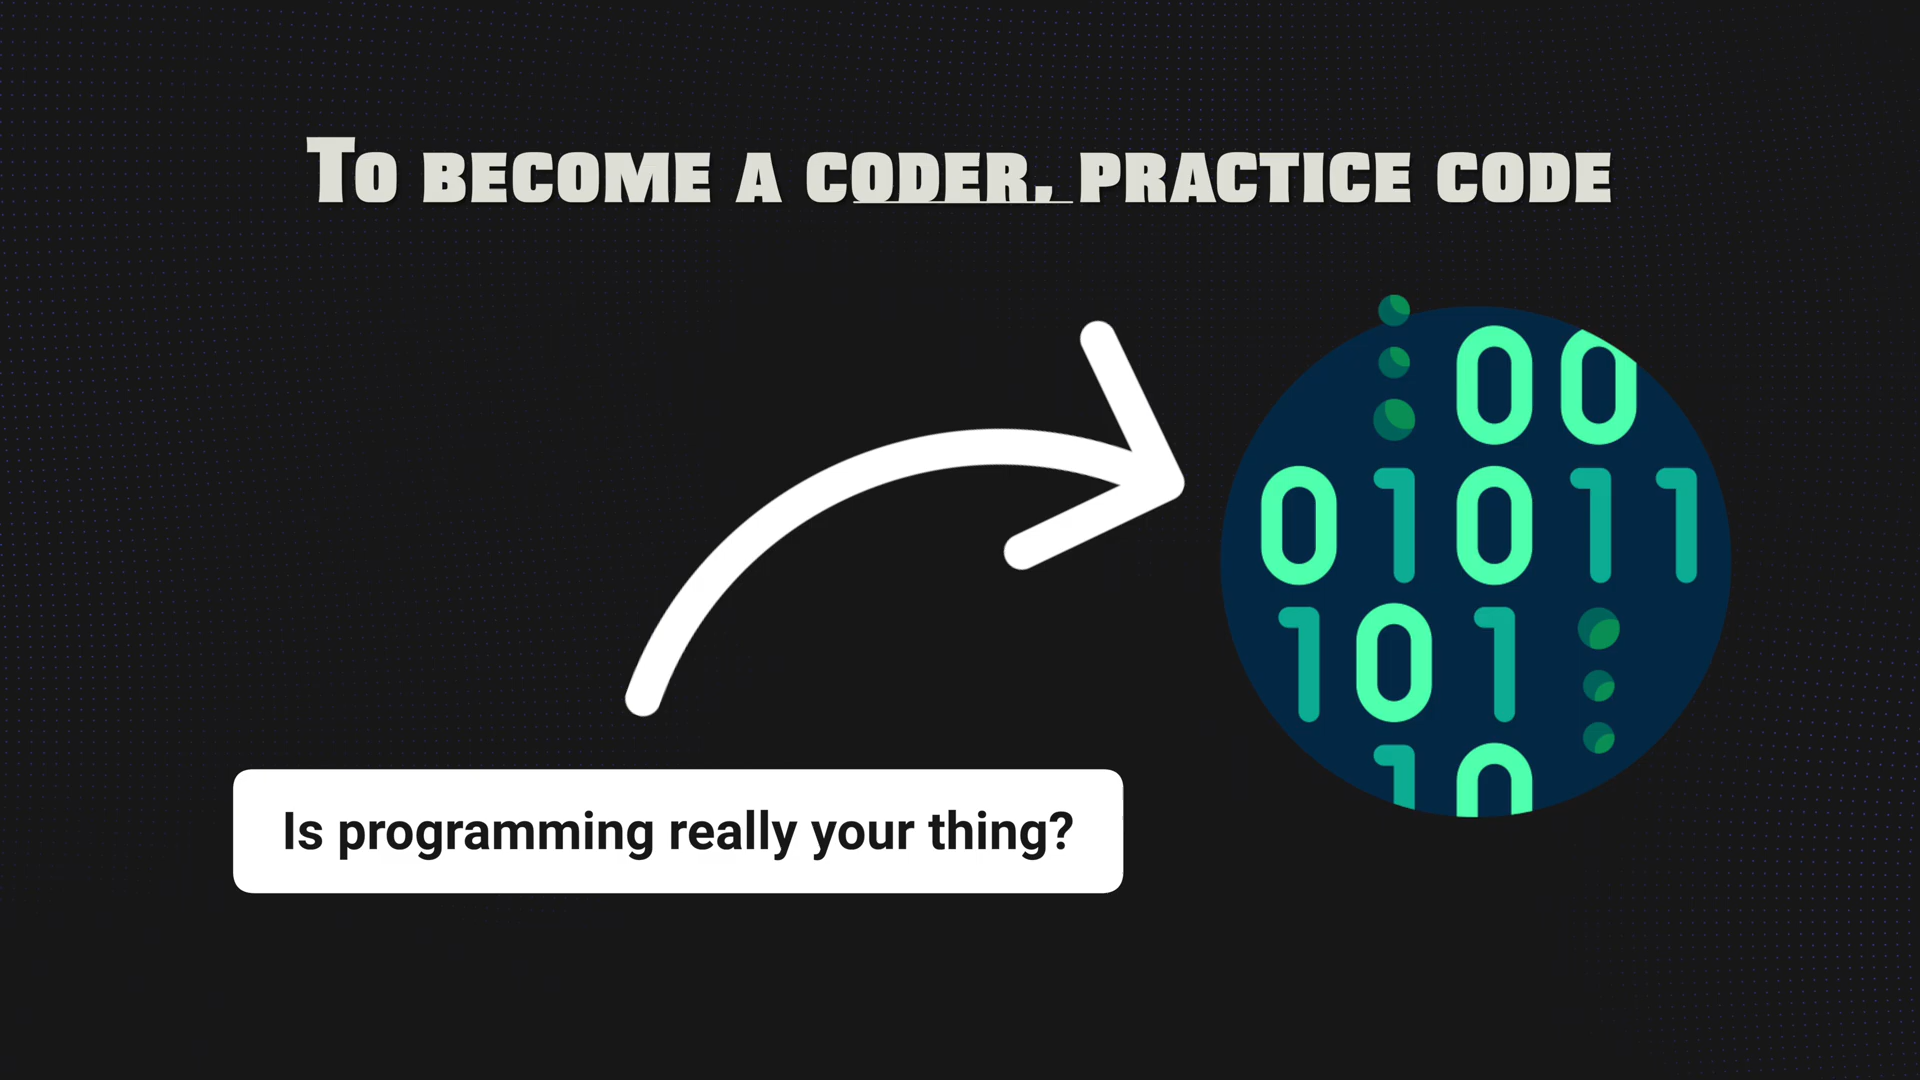 To become a coder, practice code
00
01011
101
10
Is programming really your thing?